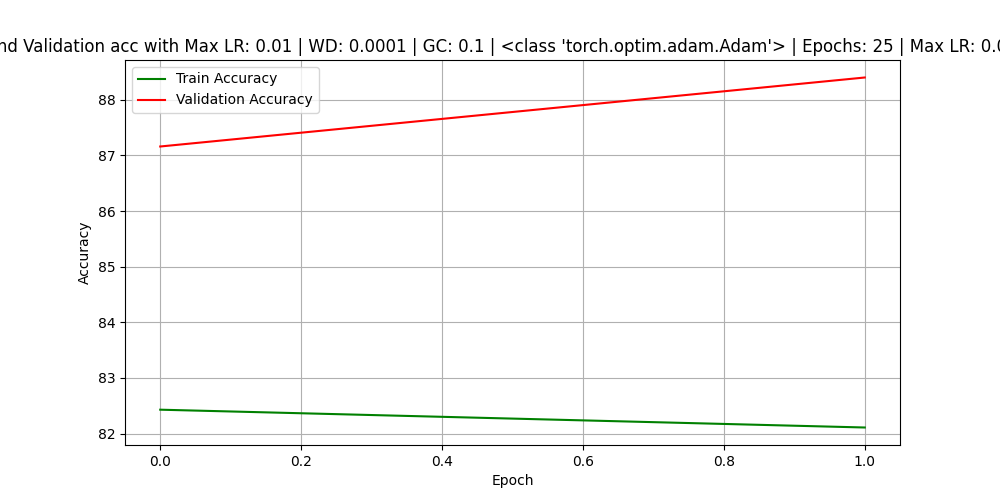 nd Validation acc with Max LR: 0.01 | WD: 0.0001 | GC: 0.1 | <class 'torch.optim.adam.Adam'> | Epochs: 25 | Max LR: 0.0
Train Accuracy
Validation Accuracy
88
87
86
85
84
83
82
Accuracy
0.0 0.2 0.4 0.6 0.8 1.0
Epoch